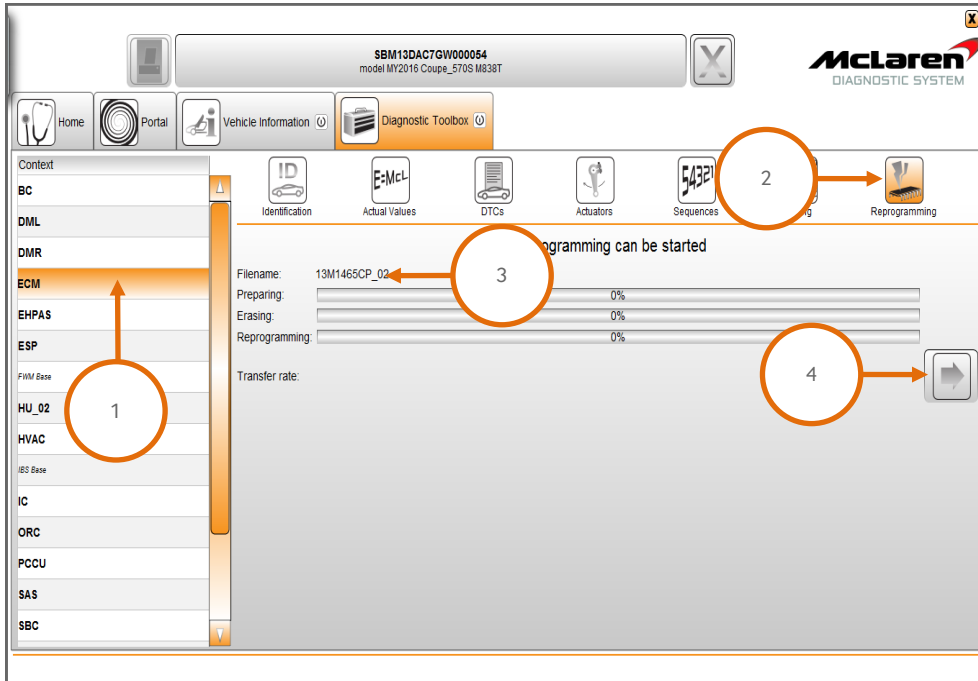 X
SBM13DAC7GW000054
model MY2016 Coupe_570S M838T
X
McLaren
DIAGNOSTIC SYSTEM
Home
Portal
Vehicle Information
Diagnostic Toolbox
Context
BC
DML
DMR
ECM
EHPAS
ESP
FWM Base
HU_02
HVAC
IBS Base
IC
ORC
PCCU
SAS
SBC
ID
Identification
E=McL
Actual Values
DTCs
Actuators
54321
Sequences
2
Reprogramming
ogramming can be started
Filename: 13M1465CP_02
3
Preparing: 0%
Erasing: 0%
Reprogramming: 0%
Transfer rate:
4
1